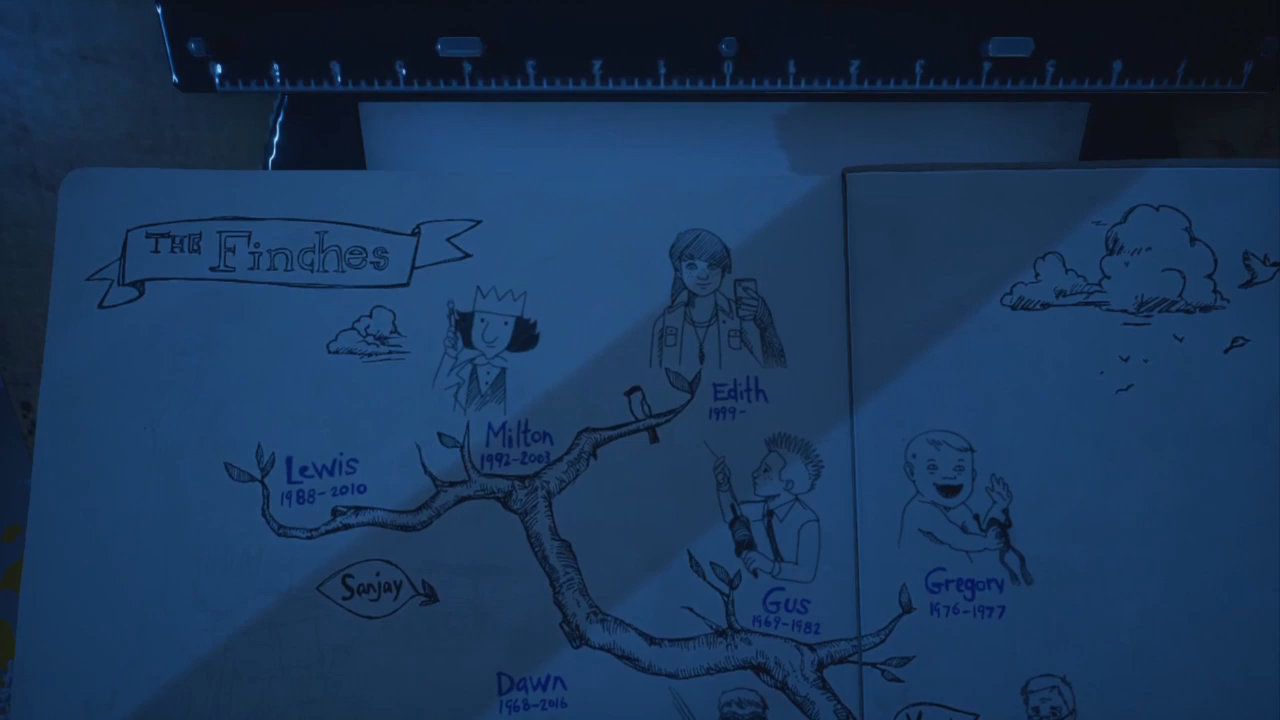 THE Finches
Edith
1999-
Milton
1992-2003
Lewis
1988-2010
Sanjay
Gus
1969-1982
Gregory
1976-1977
Dawn
1968-2016